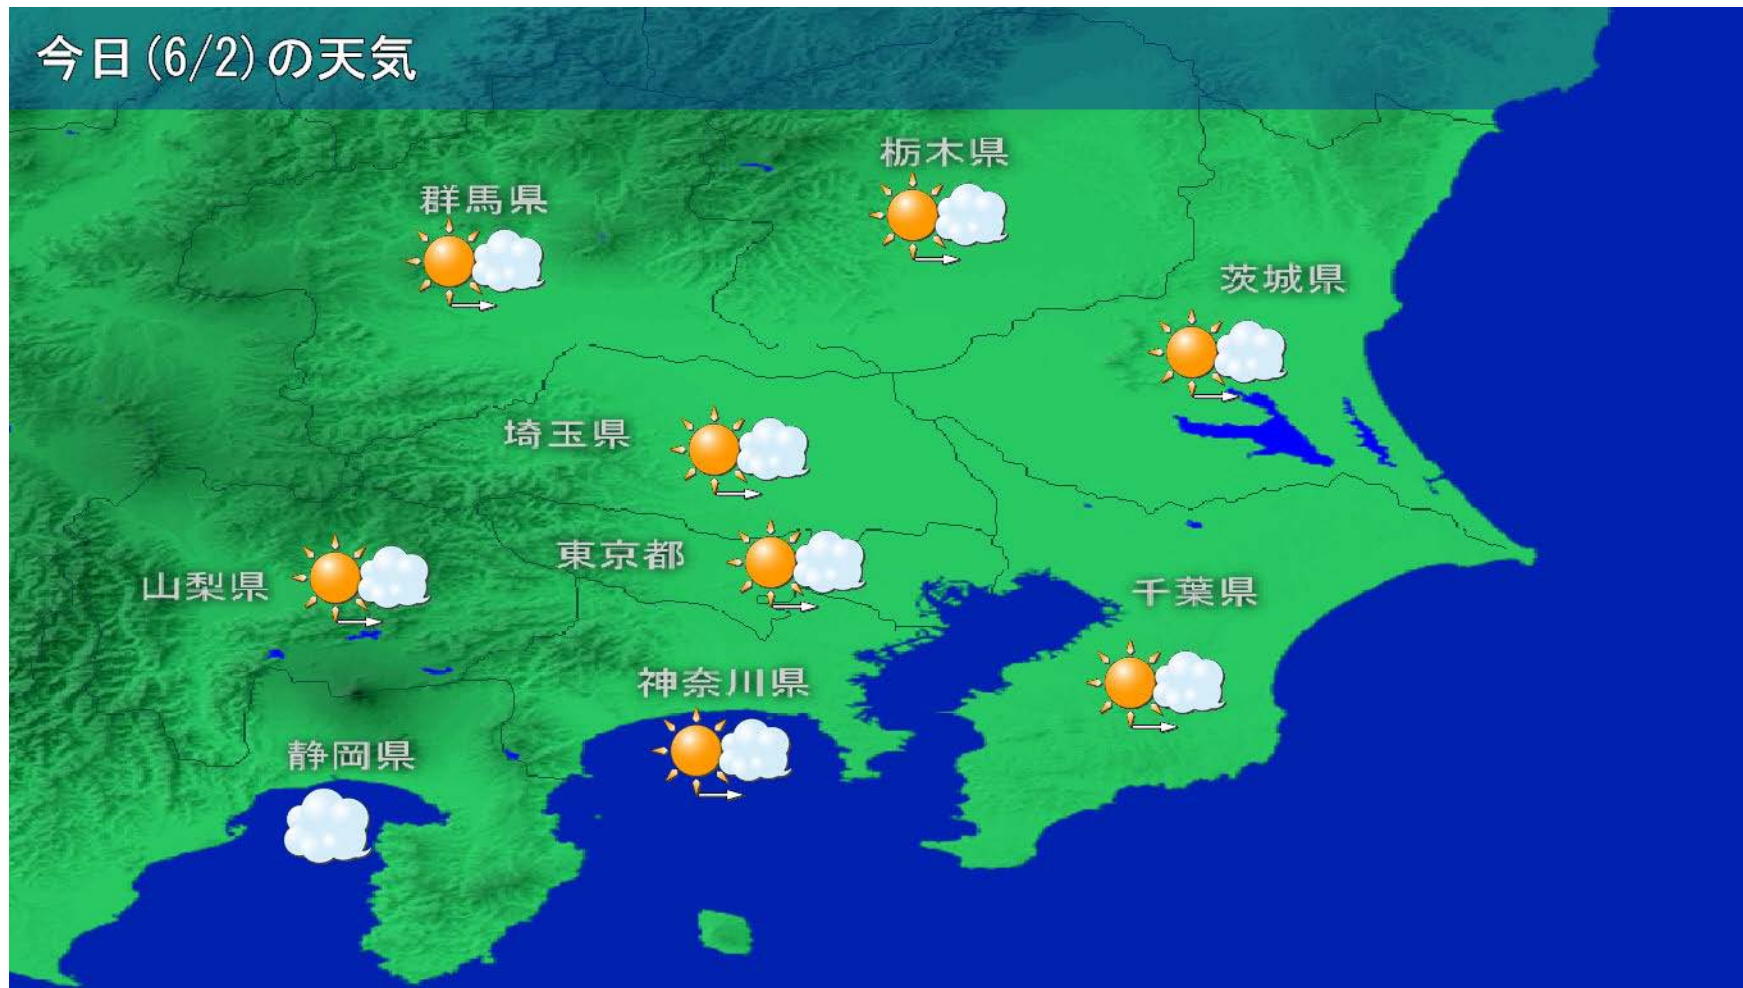 今日(6/2)の天気
栃木県
群馬県
茨城県
埼玉県
東京都
山梨県
千葉県
神奈川県
静岡県